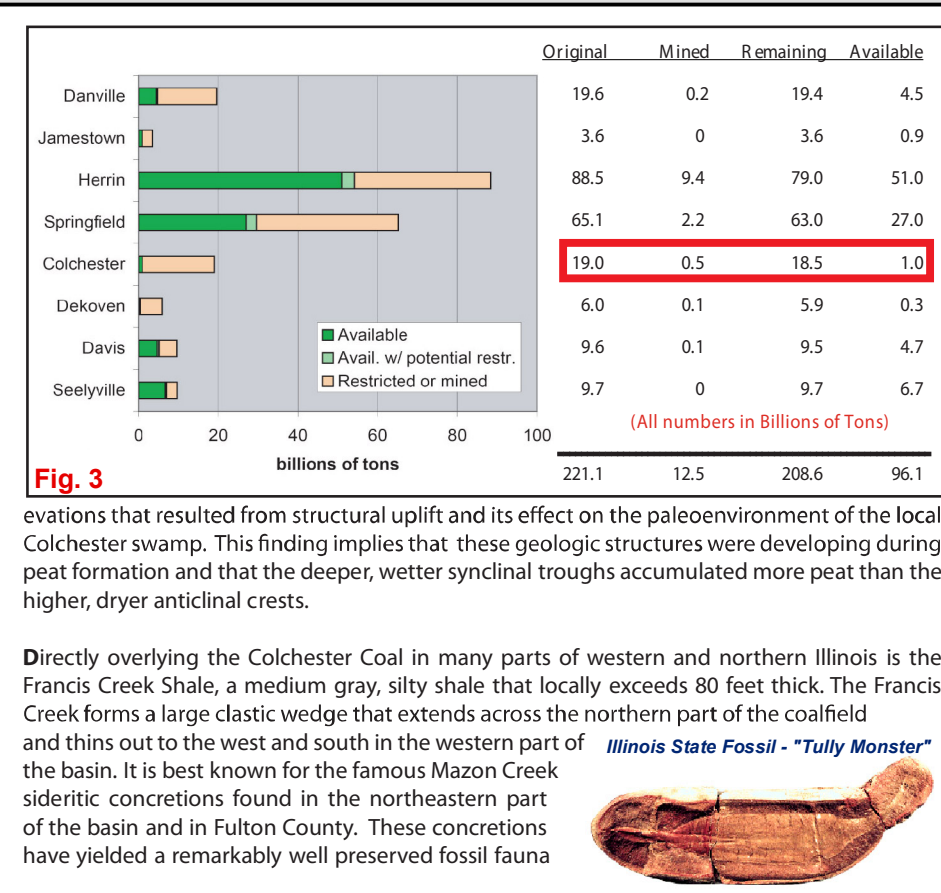 Original Mined Remaining Available
Danville 19.6 0.2 19.4 4.5
Jamestown 3.6 0 3.6 0.9
Herrin 88.5 9.4 79.0 51.0
Springfield 65.1 2.2 63.0 27.0
Colchester 19.0 0.5 18.5 1.0
Dekoven 6.0 0.1 5.9 0.3
Available
Davis 9.6 0.1 9.5 4.7
Avail. w/ potential restr.
Restricted or mined
Seelyville 9.7 0 9.7 6.7
(All numbers in Billions of Tons)
0 20 40 60 80 100
billions of tons
221.1 12.5 208.6 96.1
Fig. 3
evations that resulted from structural uplift and its effect on the paleoenvironment of the local
Colchester swamp. This finding implies that these geologic structures were developing during
peat formation and that the deeper, wetter synclinal troughs accumulated more peat than the
higher, dryer anticlinal crests.
Directly overlying the Colchester Coal in many parts of western and northern Illinois is the
Francis Creek Shale, a medium gray, silty shale that locally exceeds 80 feet thick. The Francis
Creek forms a large clastic wedge that extends across the northern part of the coalfield
and thins out to the west and south in the western part of
the basin. It is best known for the famous Mazon Creek
sideritic concretions found in the northeastern part
of the basin and in Fulton County. These concretions
have yielded a remarkably well preserved fossil fauna
Illinois State Fossil - "Tully Monster"